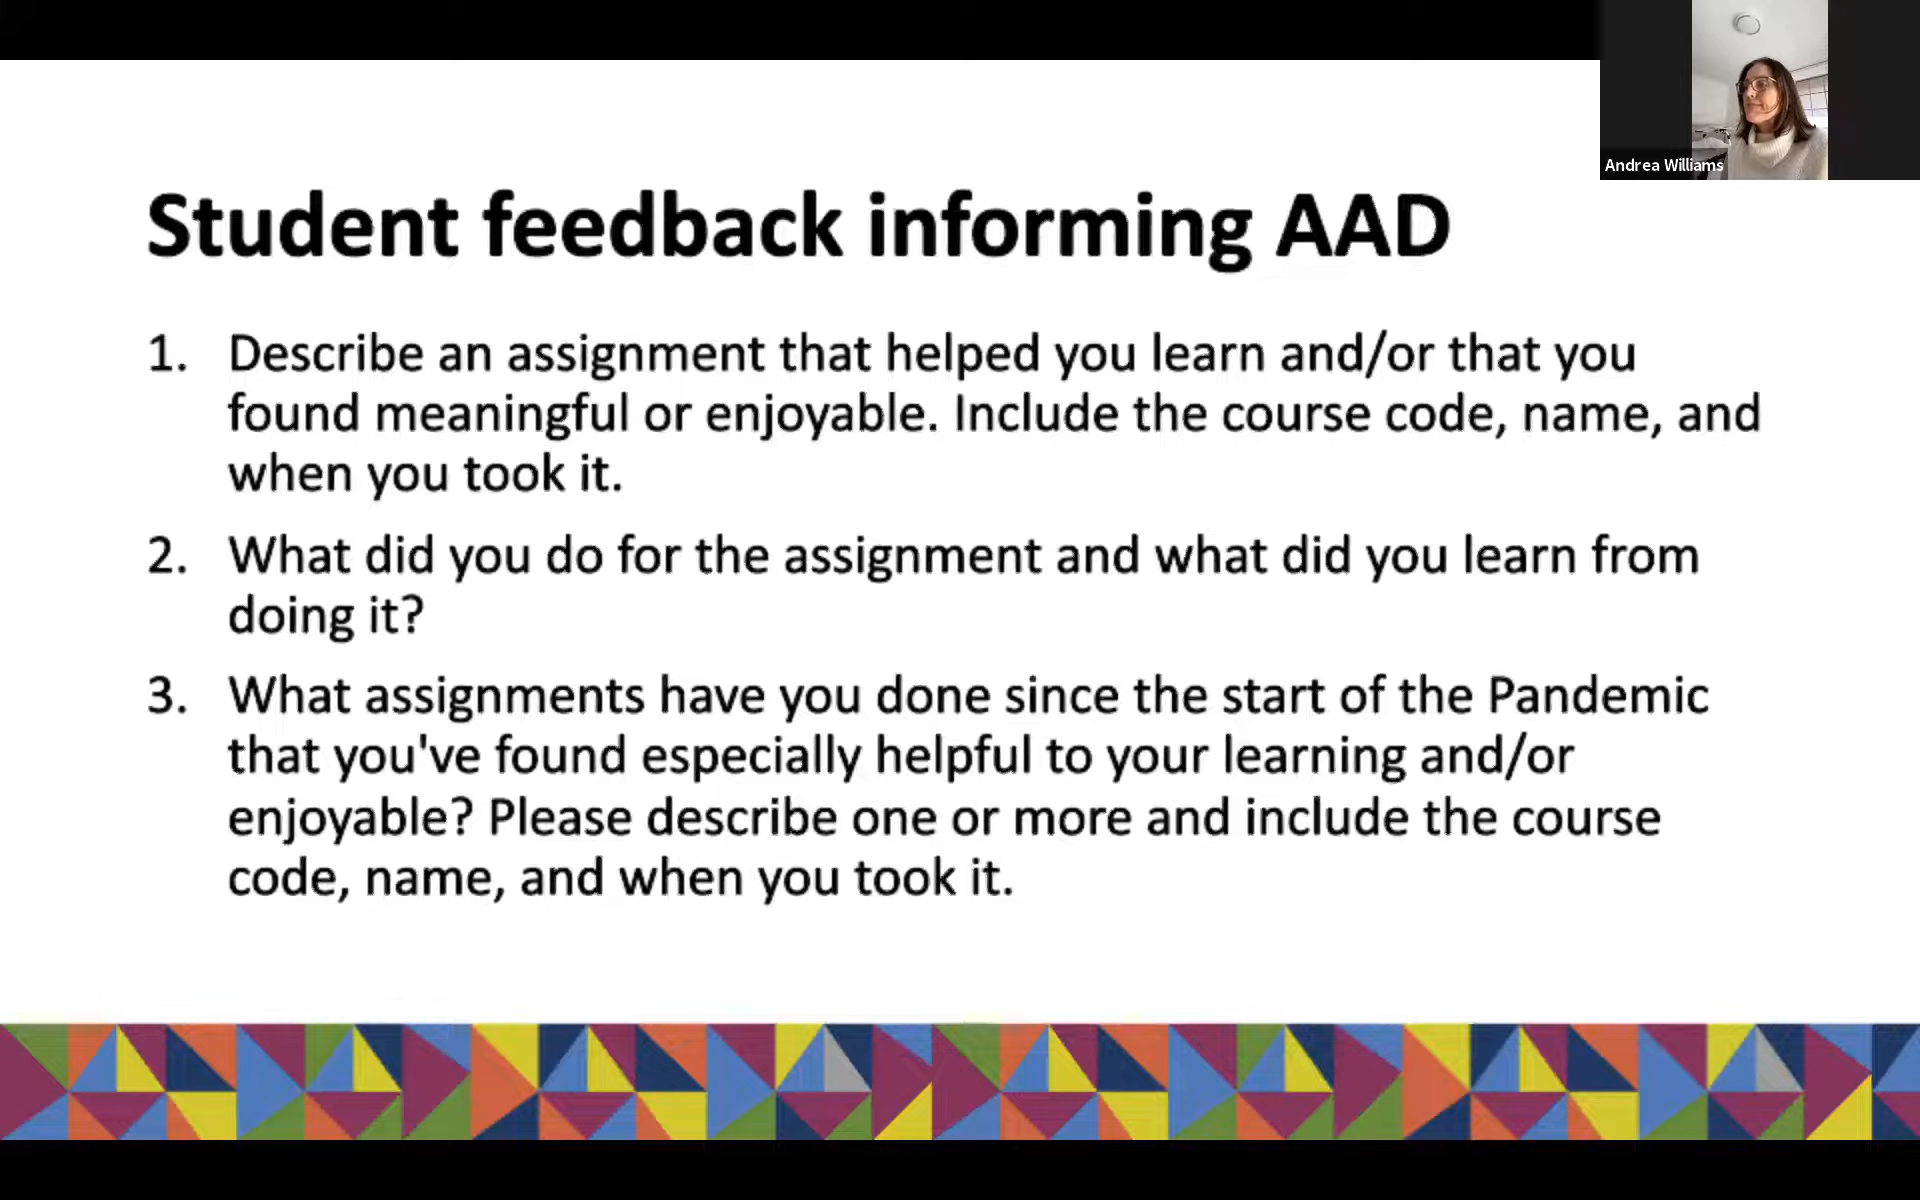 Andrea Williams
Student feedback informing AAD
1. Describe an assignment that helped you learn and/or that you
found meaningful or enjoyable. Include the course code, name, and
when you took it.
2. What did you do for the assignment and what did you learn from
doing it?
3. What assignments have you done since the start of the Pandemic
that you've found especially helpful to your learning and/or
enjoyable? Please describe one or more and include the course
code, name, and when you took it.